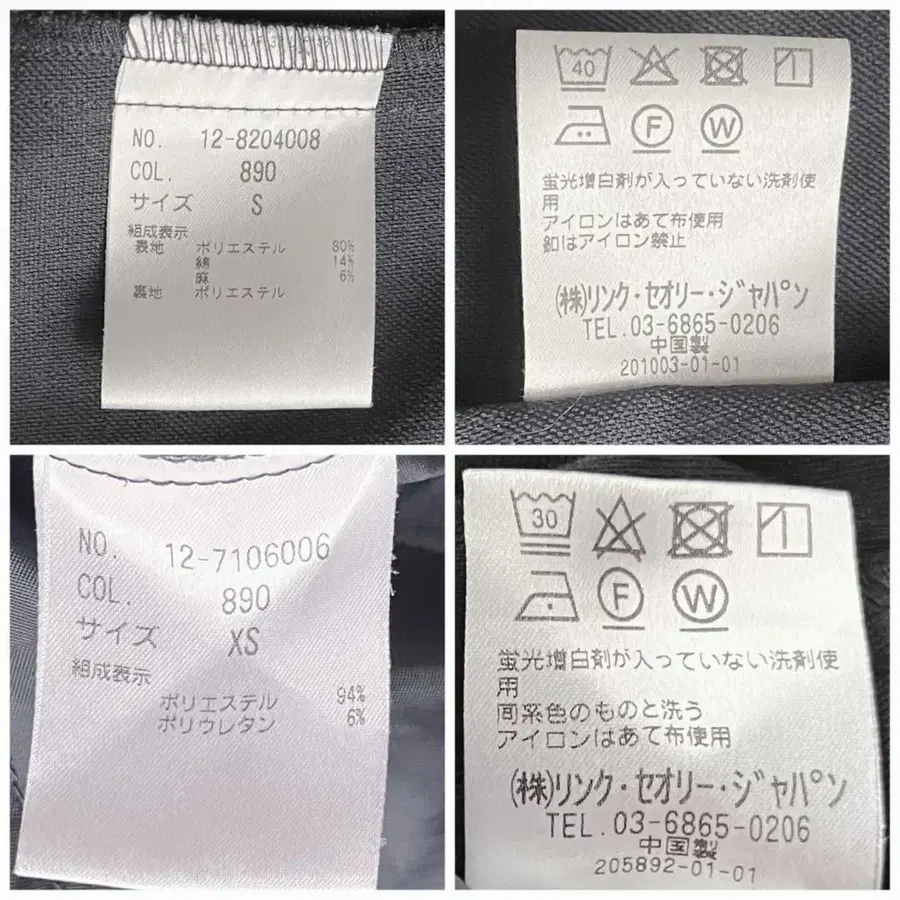 NO. 12-8204008
COL. 890
サイズ S
組成表示
表地 ポリエステル 80%
綿 14%
麻 6%
裏地 ポリエステル
40
F W
蛍光増白剤が入っていない洗剤使
用
アイロンはあて布使用
釦はアイロン禁止
(株)リンク・セオリー・ジャパン
TEL.03-6865-0206
中国製
201003-01-01
NO. 12-7106006
COL. 890
サイズ XS
組成表示
ポリエステル 94%
ポリウレタン 6%
30
F W
蛍光増白剤が入っていない洗剤使
用
同系色のものと洗う
アイロンはあて布使用
(株)リンク・セオリー・ジャパン
TEL.03-6865-0206
中国製
205892-01-01